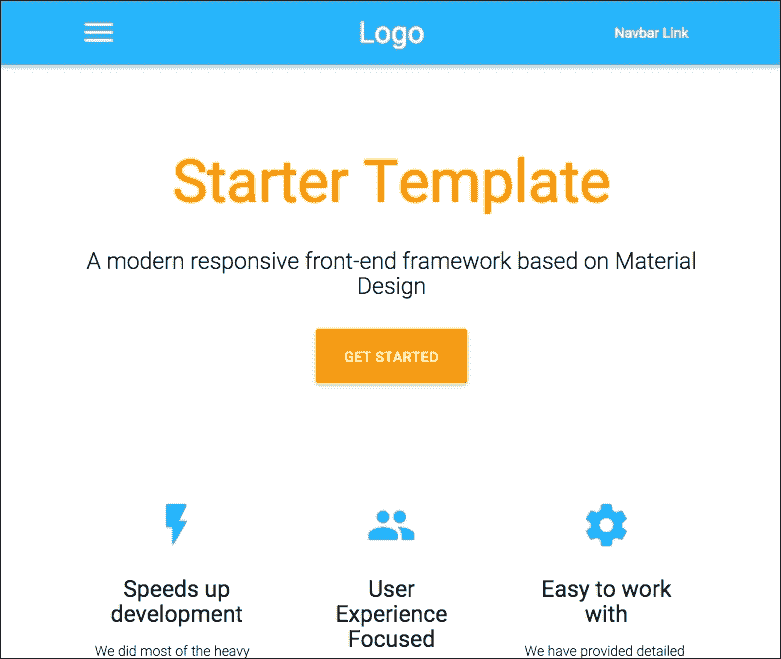 Logo
Navbar Link
Starter Template
A modern responsive front-end framework based on Material
Design
GET STARTED
Speeds up
development
We did most of the heavy
User
Experience
Focused
Easy to work
with
We have provided detailed